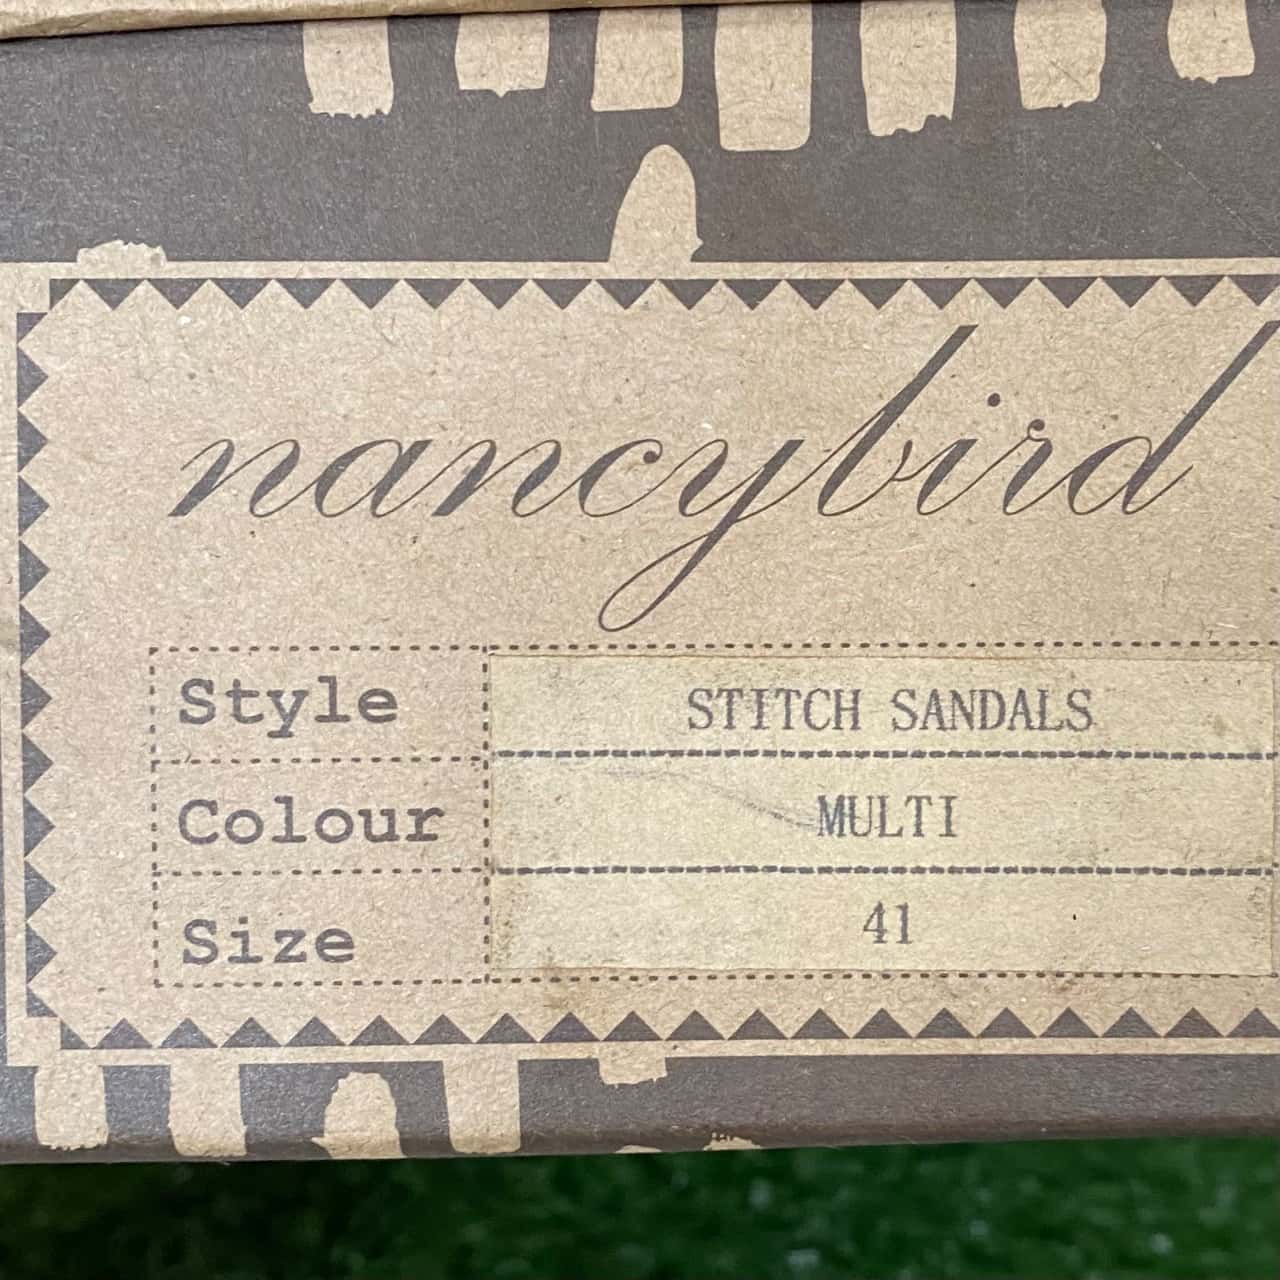 nancybird
Style STITCH SANDALS
Colour MULTI
Size 41